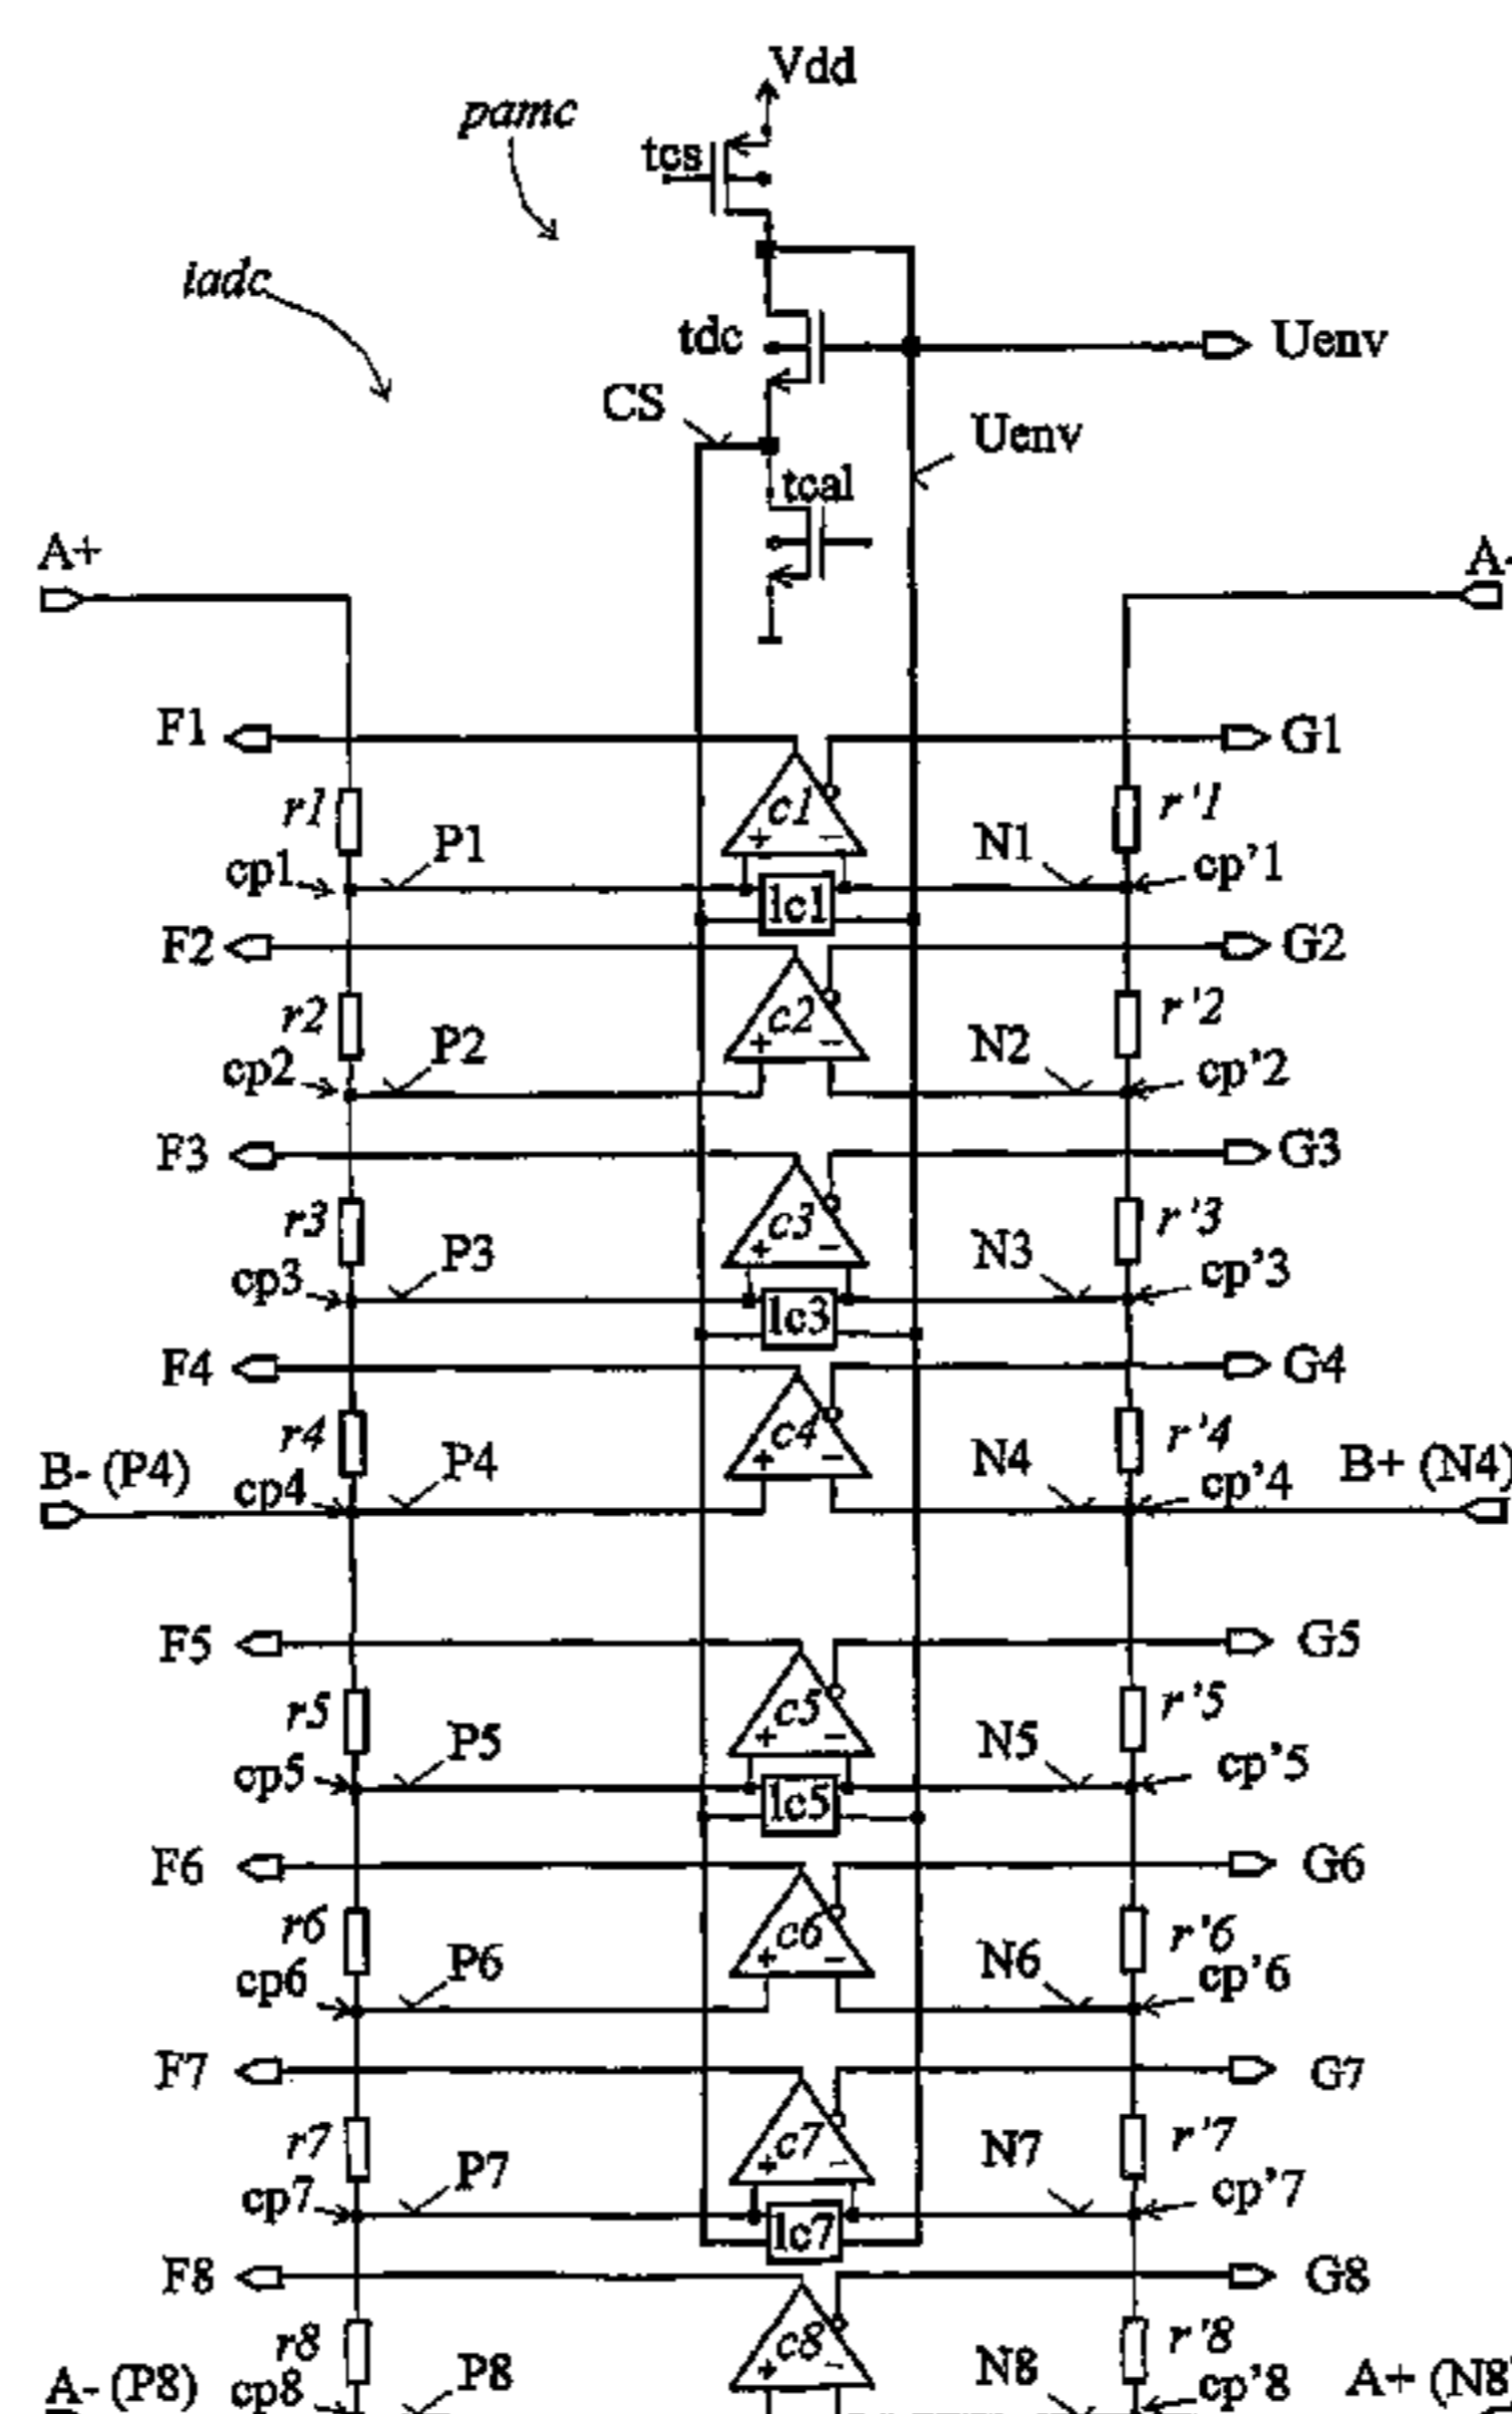 Vdd
pamc
tcs
iadc
tdc
Uenv
CS
Uenv
tcal
A+
A-
F1
G1
r1
c1
r'1
+ −
cp1
P1
N1
cp'1
lc1
F2
G2
r2
c2
r'2
+ −
cp2
P2
N2
cp'2
F3
G3
r3
c3
r'3
+ −
cp3
P3
N3
cp'3
lc3
F4
G4
r4
c4
r'4
+ −
B- (P4)
cp4
P4
N4
cp'4
B+ (N4)
F5
G5
r5
c5
r'5
+ −
cp5
P5
N5
cp'5
lc5
F6
G6
r6
c6
r'6
+ −
cp6
P6
N6
cp'6
F7
G7
r7
c7
r'7
+ −
cp7
P7
N7
cp'7
lc7
F8
G8
r8
c8
r'8
+ −
A- (P8)
cp8
P8
N8
cp'8
A+ (N8)